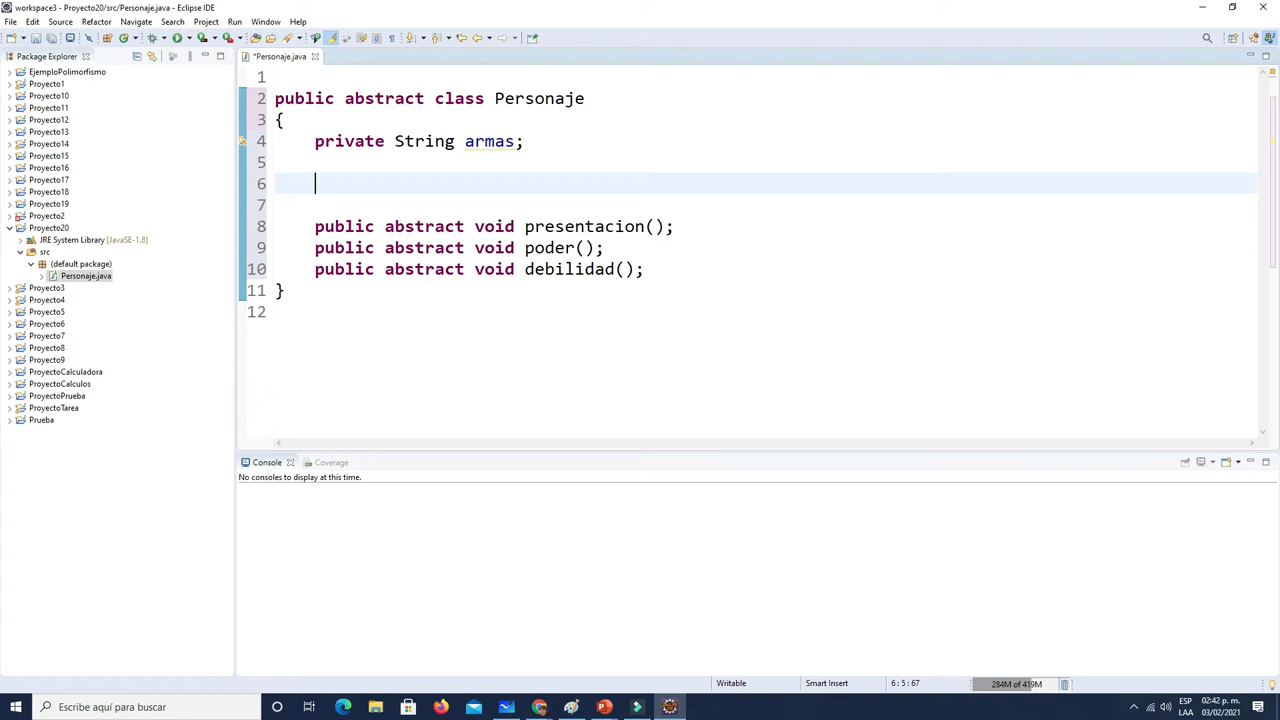 workspace3 - Proyecto20/src/Personaje.java - Eclipse IDE
File Edit Source Refactor Navigate Search Project Run Window Help
Package Explorer
EjemploPolimorfismo
Proyecto1
Proyecto10
Proyecto11
Proyecto12
Proyecto13
Proyecto14
Proyecto15
Proyecto16
Proyecto17
Proyecto18
Proyecto19
Proyecto2
Proyecto20
JRE System Library [JavaSE-1.8]
src
(default package)
Personaje.java
Proyecto3
Proyecto4
Proyecto5
Proyecto6
Proyecto7
Proyecto8
Proyecto9
ProyectoCalculadora
ProyectoCalculos
ProyectoPrueba
ProyectoTarea
Prueba
*Personaje.java
1
2 public abstract class Personaje
3 {
4 private String armas;
5
6
7
8 public abstract void presentacion();
9 public abstract void poder();
10 public abstract void debilidad();
11 }
12
Console Coverage
No consoles to display at this time.
Writable Smart Insert 6 : 5 : 67 284M of 419M
Escribe aquí para buscar
ESP 02:42 p. m.
LAA 03/02/2021